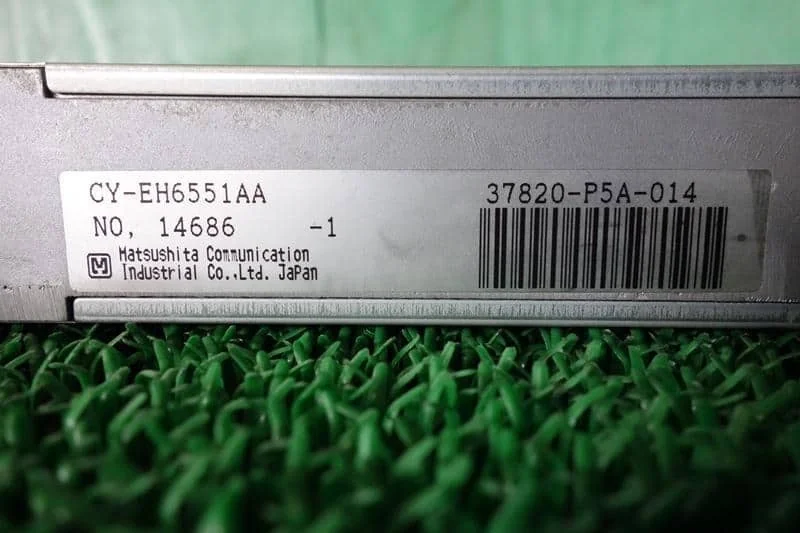 CY-EH6551AA
37820-P5A-014
NO, 14686 -1
M Matsushita Communication
Industrial Co.,Ltd. JaPan